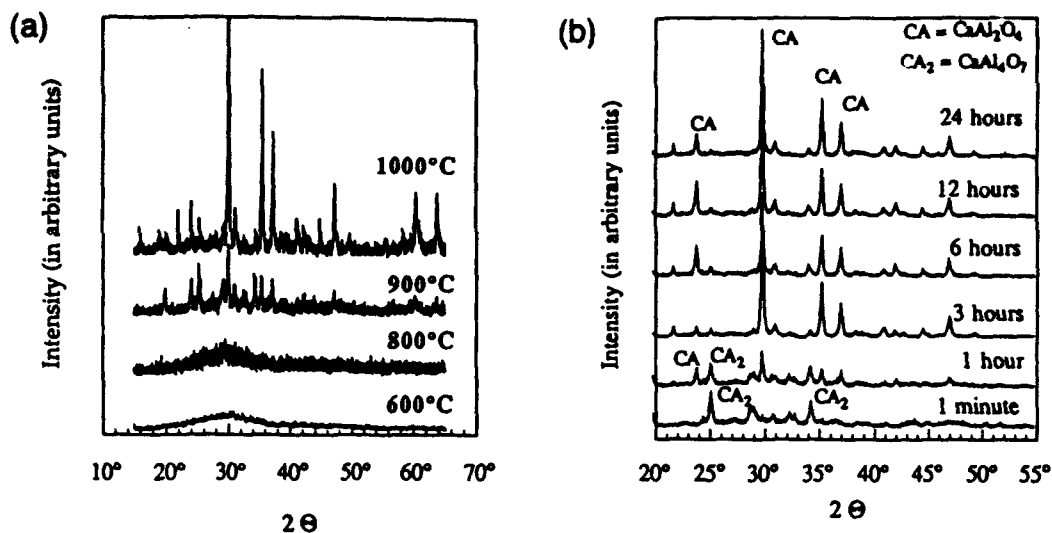 (a)
Intensity (in arbitrary units)
1000°C
900°C
800°C
600°C
10° 20° 30° 40° 50° 60° 70°
2 Θ
(b)
Intensity (in arbitrary units)
CA = CaAl₂O₄
CA₂ = CaAl₄O₇
CA
CA
CA
CA
24 hours
12 hours
6 hours
3 hours
CA CA₂ 1 hour
CA₂ CA₂ 1 minute
20° 25° 30° 35° 40° 45° 50° 55°
2 Θ